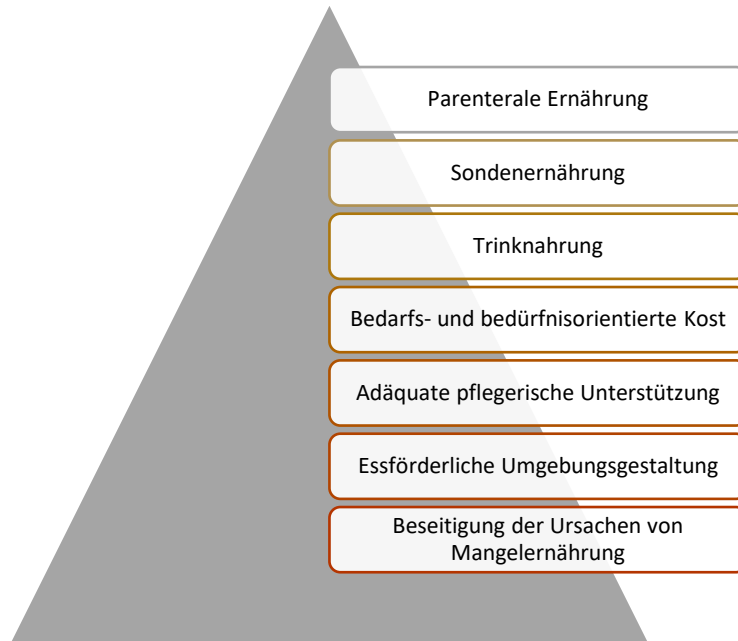 Parenterale Ernährung
Sondenernährung
Trinknahrung
Bedarfs- und bedürfnisorientierte Kost
Adäquate pflegerische Unterstützung
Essförderliche Umgebungsgestaltung
Beseitigung der Ursachen von
Mangelernährung